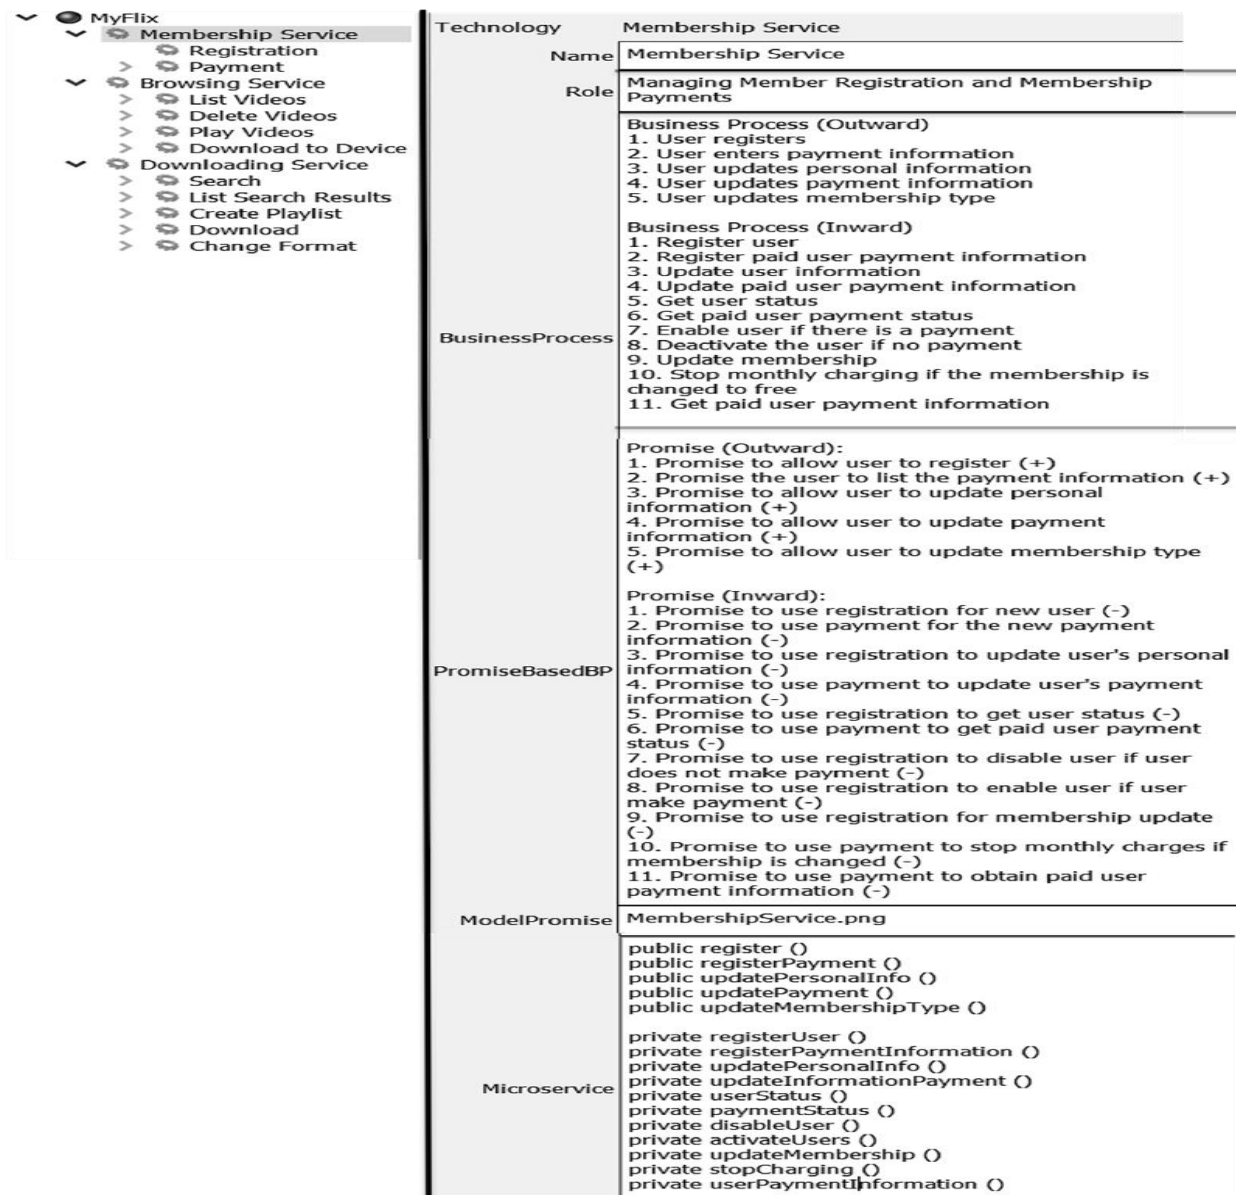 MyFlix
Membership Service
Registration
Payment
Browsing Service
List Videos
Delete Videos
Play Videos
Download to Device
Downloading Service
Search
List Search Results
Create Playlist
Download
Change Format
Technology Membership Service
Name Membership Service
Role Managing Member Registration and Membership
Payments
BusinessProcess
Business Process (Outward)
1. User registers
2. User enters payment information
3. User updates personal information
4. User updates payment information
5. User updates membership type
Business Process (Inward)
1. Register user
2. Register paid user payment information
3. Update user information
4. Update paid user payment information
5. Get user status
6. Get paid user payment status
7. Enable user if there is a payment
8. Deactivate the user if no payment
9. Update membership
10. Stop monthly charging if the membership is
changed to free
11. Get paid user payment information
PromiseBasedBP
Promise (Outward):
1. Promise to allow user to register (+)
2. Promise the user to list the payment information (+)
3. Promise to allow user to update personal
information (+)
4. Promise to allow user to update payment
information (+)
5. Promise to allow user to update membership type
(+)
Promise (Inward):
1. Promise to use registration for new user (-)
2. Promise to use payment for the new payment
information (-)
3. Promise to use registration to update user's personal
information (-)
4. Promise to use payment to update user's payment
information (-)
5. Promise to use registration to get user status (-)
6. Promise to use payment to get paid user payment
status (-)
7. Promise to use registration to disable user if user
does not make payment (-)
8. Promise to use registration to enable user if user
make payment (-)
9. Promise to use registration for membership update
(-)
10. Promise to use payment to stop monthly charges if
membership is changed (-)
11. Promise to use payment to obtain paid user
payment information (-)
ModelPromise MembershipService.png
Microservice
public register ()
public registerPayment ()
public updatePersonalInfo ()
public updatePayment ()
public updateMembershipType ()
private registerUser ()
private registerPaymentInformation ()
private updatePersonalInfo ()
private updateInformationPayment ()
private userStatus ()
private paymentStatus ()
private disableUser ()
private activateUsers ()
private updateMembership ()
private stopCharging ()
private userPaymentInformation ()